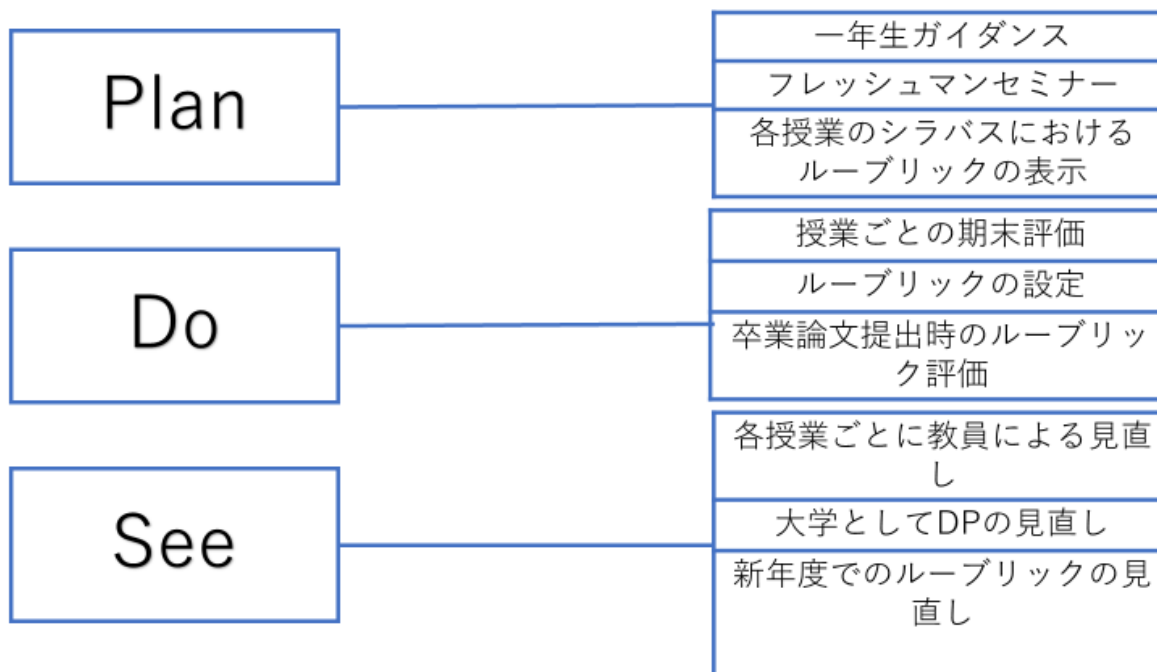 Plan
一年生ガイダンス
フレッシュマンセミナー
各授業のシラバスにおける
ルーブリックの表示
Do
授業ごとの期末評価
ルーブリックの設定
卒業論文提出時のルーブリッ
ク評価
See
各授業ごとに教員による見直
し
大学としてDPの見直し
新年度でのルーブリックの見
直し